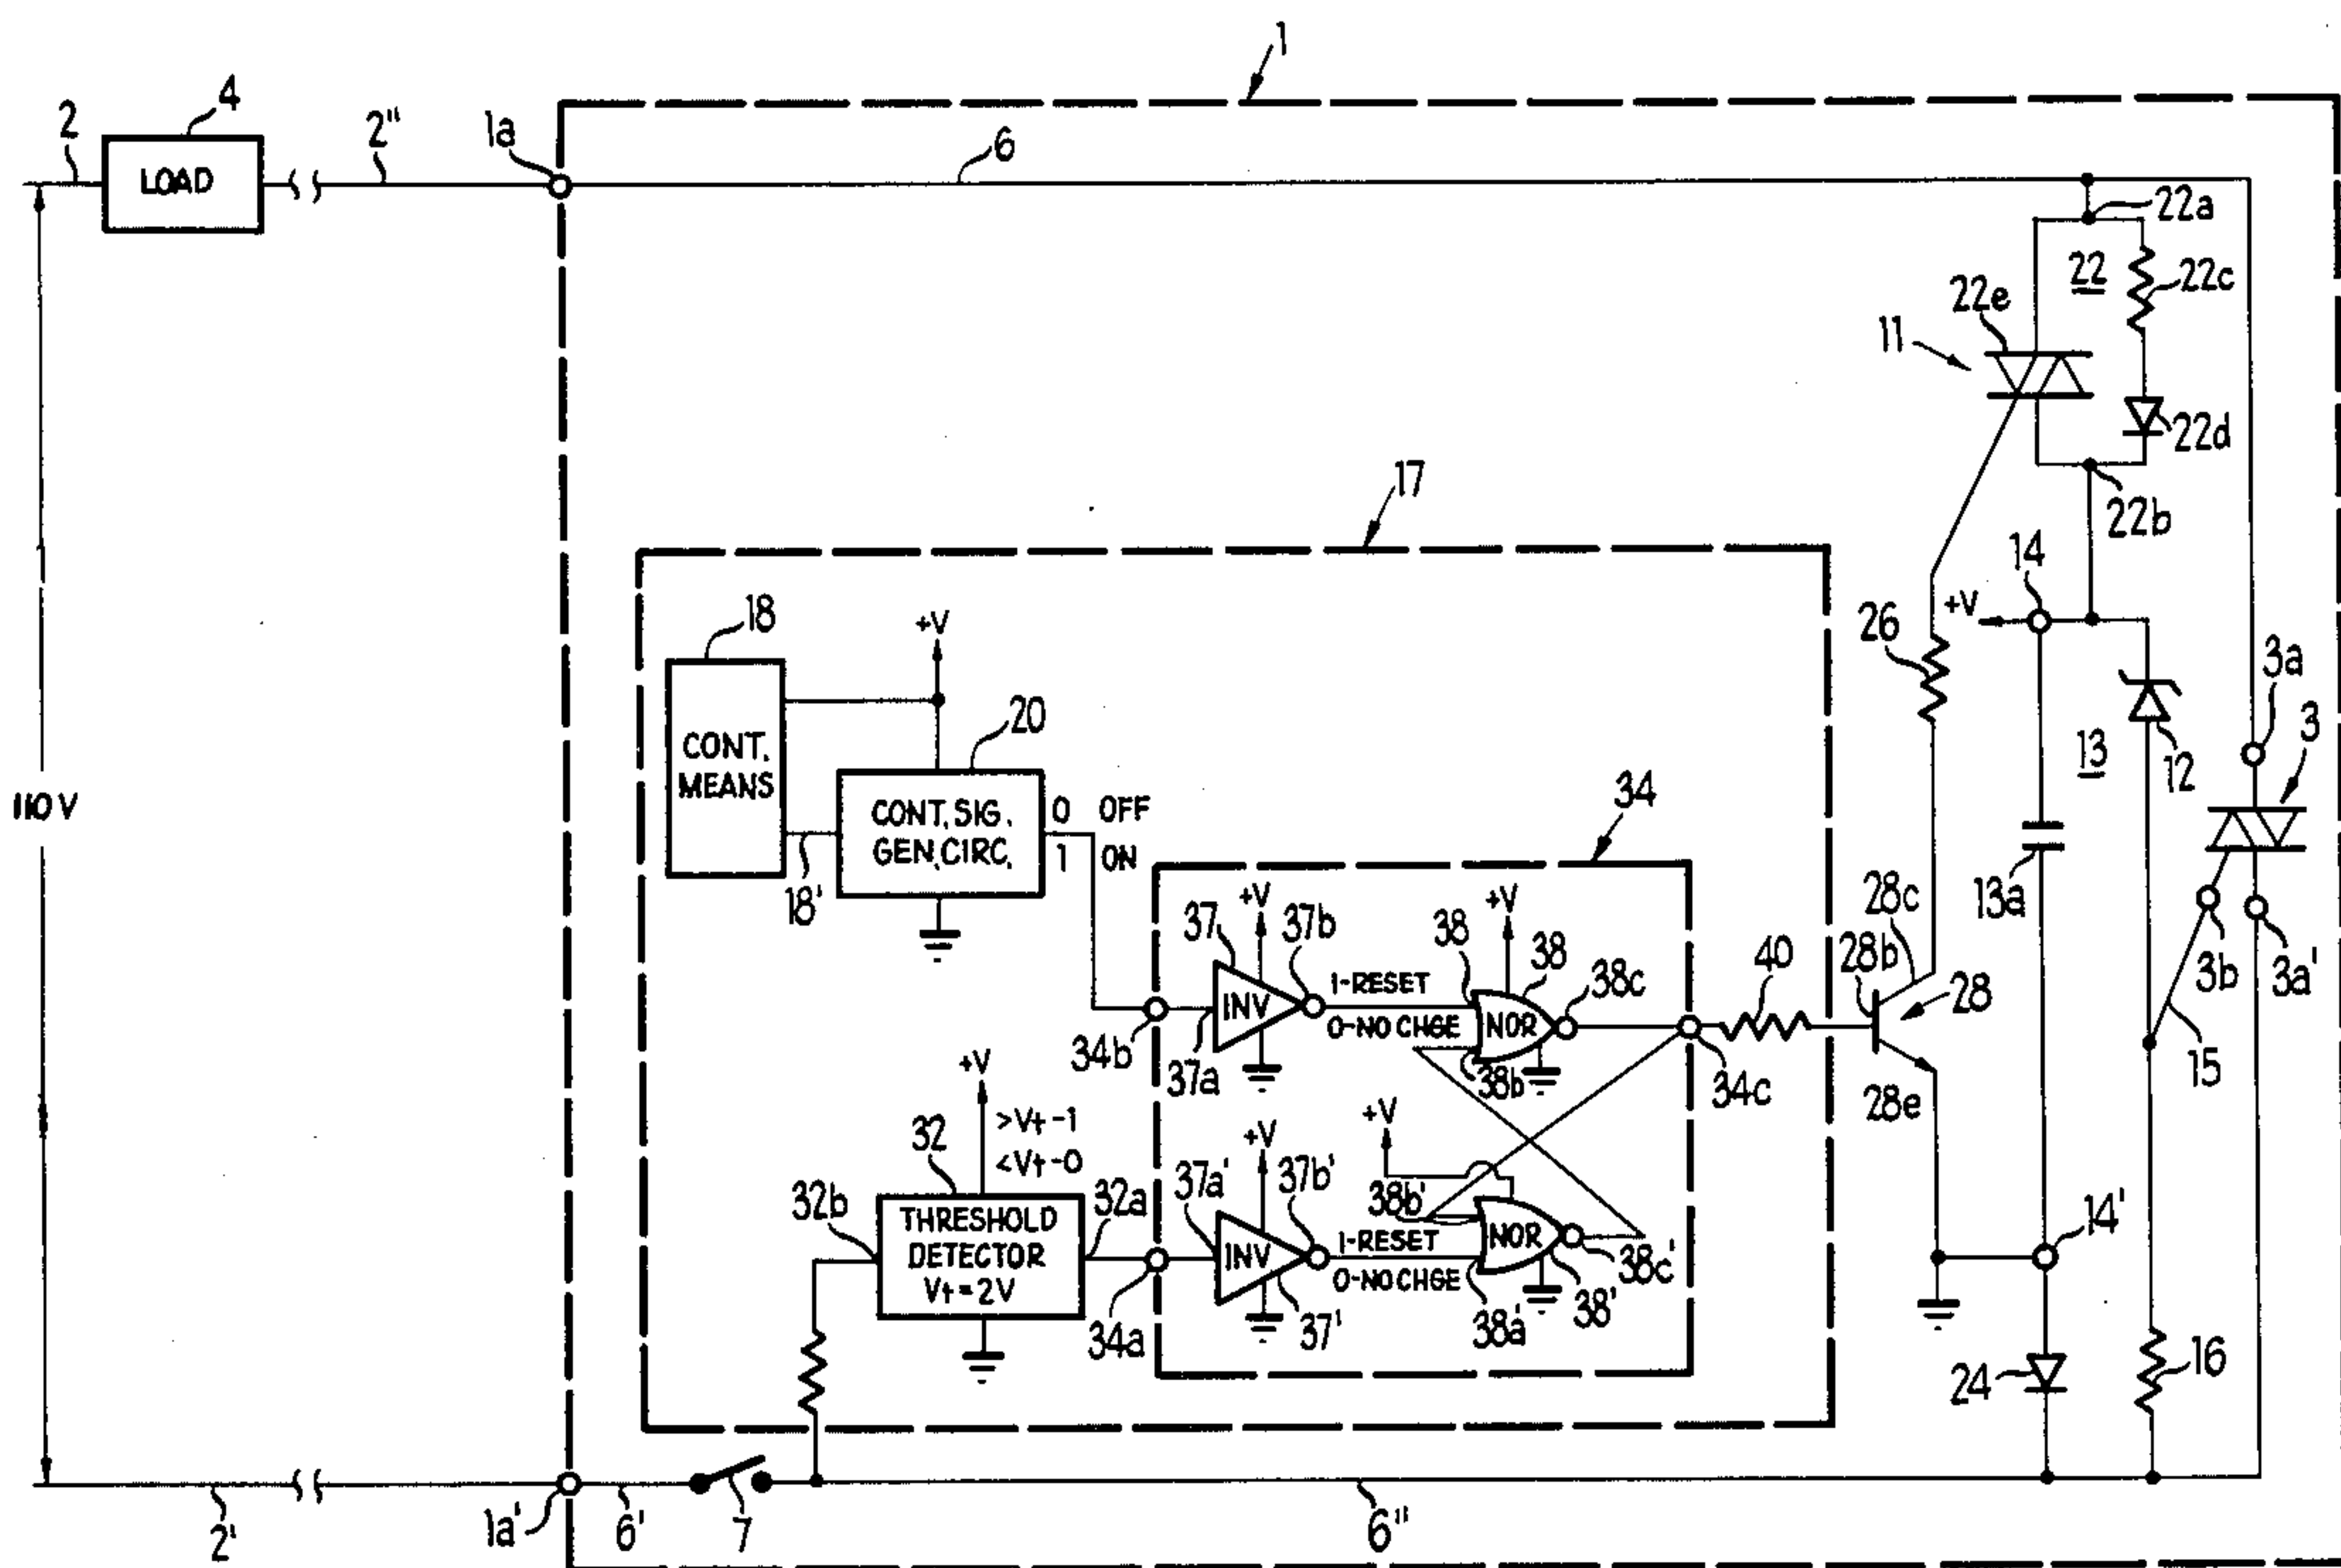 1
2
4
2"
1a
6
LOAD
22a
22
22c
22e
11
22d
22b
17
14
+V
26
18
+V
20
3a
3
CONT.
MEANS
13
12
110 V
CONT. SIG.
GEN. CIRC.
0 OFF
1 ON
34
18'
13a
28c
3b
3a'
37
+V
37b
38
+V
38
38c
40
28b
28
INV
1-RESET
0-NO CHGE
NOR
34b
37a
38b
34c
15
28e
+V
>Vt-1
<Vt-0
32
+V
+V
32b
32a
37a'
37b'
38b'
14'
THRESHOLD
DETECTOR
Vt = 2V
INV
1-RESET
0-NO CHGE
NOR
38c'
34a
37'
38a'
38'
24
16
2'
1a'
6'
7
6"